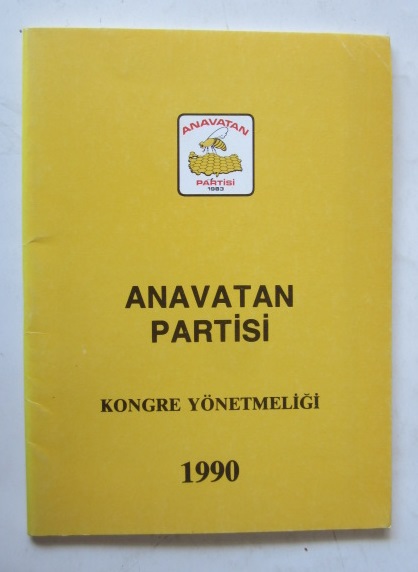 ANAVATAN
PARTİSİ
1983
ANAVATAN
PARTİSİ
KONGRE YÖNETMELİĞİ
1990